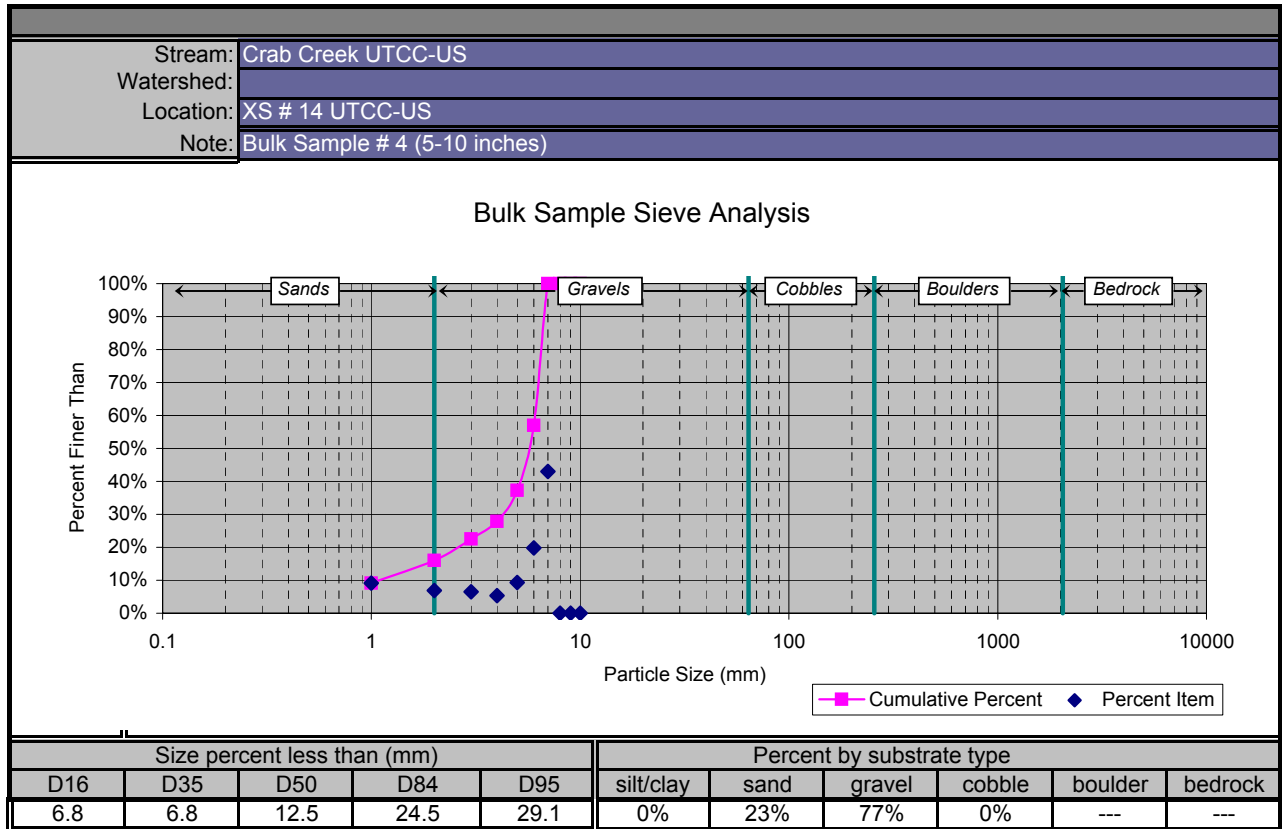 Stream: Crab Creek UTCC-US
Watershed:
Location: XS # 14 UTCC-US
Note: Bulk Sample # 4 (5-10 inches)
Bulk Sample Sieve Analysis
Sands Gravels Cobbles Boulders Bedrock
100%
90%
80%
70%
60%
50%
40%
30%
20%
10%
0%
Percent Finer Than
0.1 1 10 100 1000 10000
Particle Size (mm)
Cumulative Percent Percent Item
Size percent less than (mm) Percent by substrate type
D16 D35 D50 D84 D95 silt/clay sand gravel cobble boulder bedrock
6.8 6.8 12.5 24.5 29.1 0% 23% 77% 0% --- ---